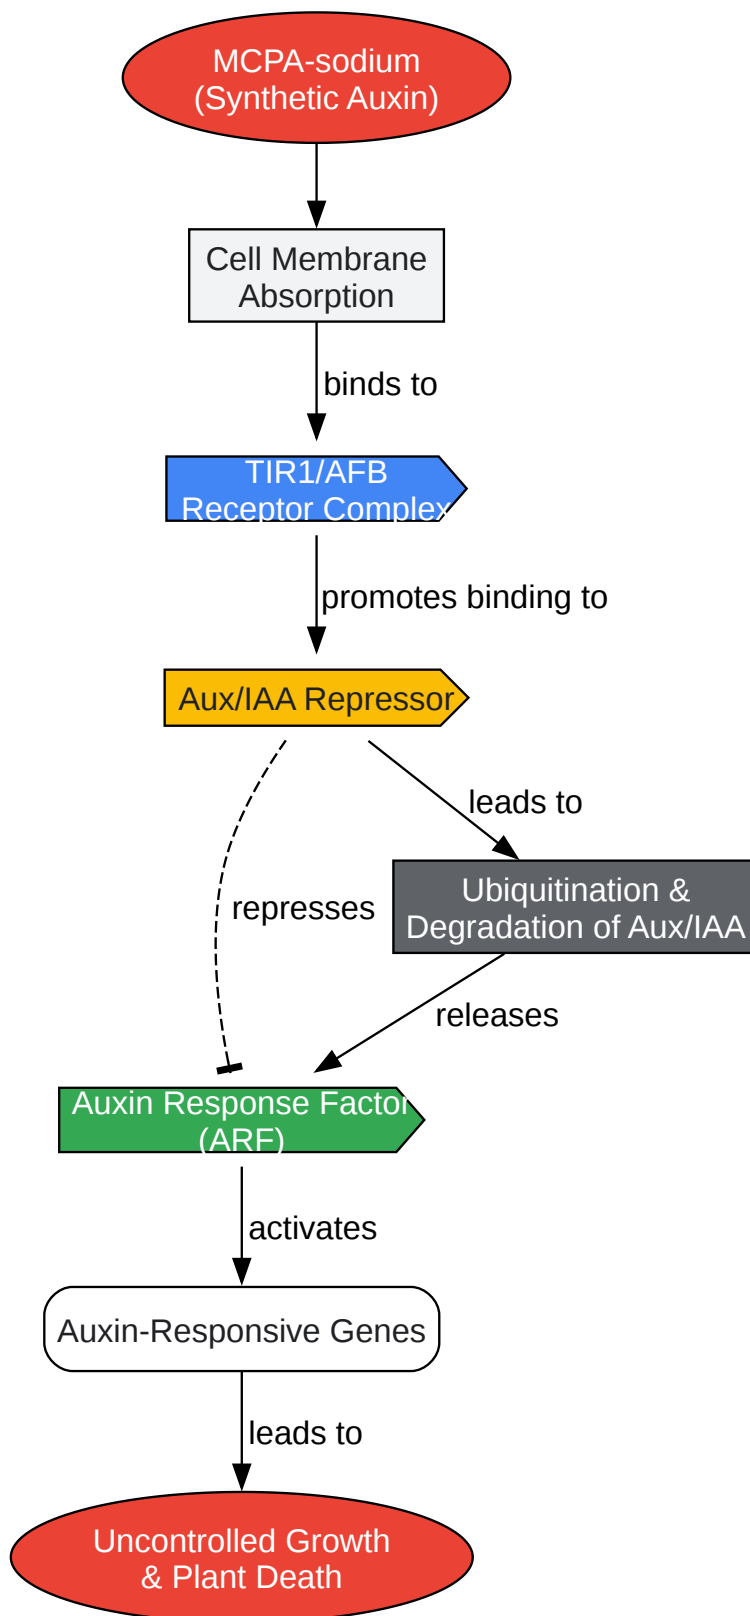 MCPA-sodium
(Synthetic Auxin)
Cell Membrane
Absorption
binds to
TIR1/AFB
Receptor Complex
promotes binding to
Aux/IAA Repressor
leads to
Ubiquitination &
Degradation of Aux/IAA
represses
releases
Auxin Response Factor
(ARF)
activates
Auxin-Responsive Genes
leads to
Uncontrolled Growth
& Plant Death